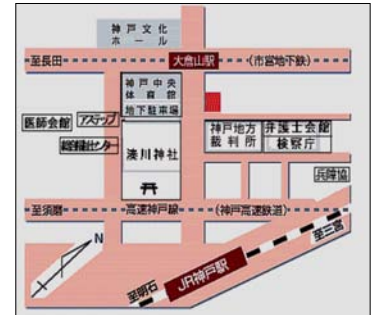 神戸文化
ホール
至長田
大倉山駅
(市営地下鉄)
神戸中央
体育館
地下駐車場
医師会館
アステップ
総合福祉センター
湊川神社
神戸地方
裁判所
弁護士会館
検察庁
兵障協
至須磨
高速神戸線
(神戸高速鉄道)
N
至三宮
JR神戸駅
至明石